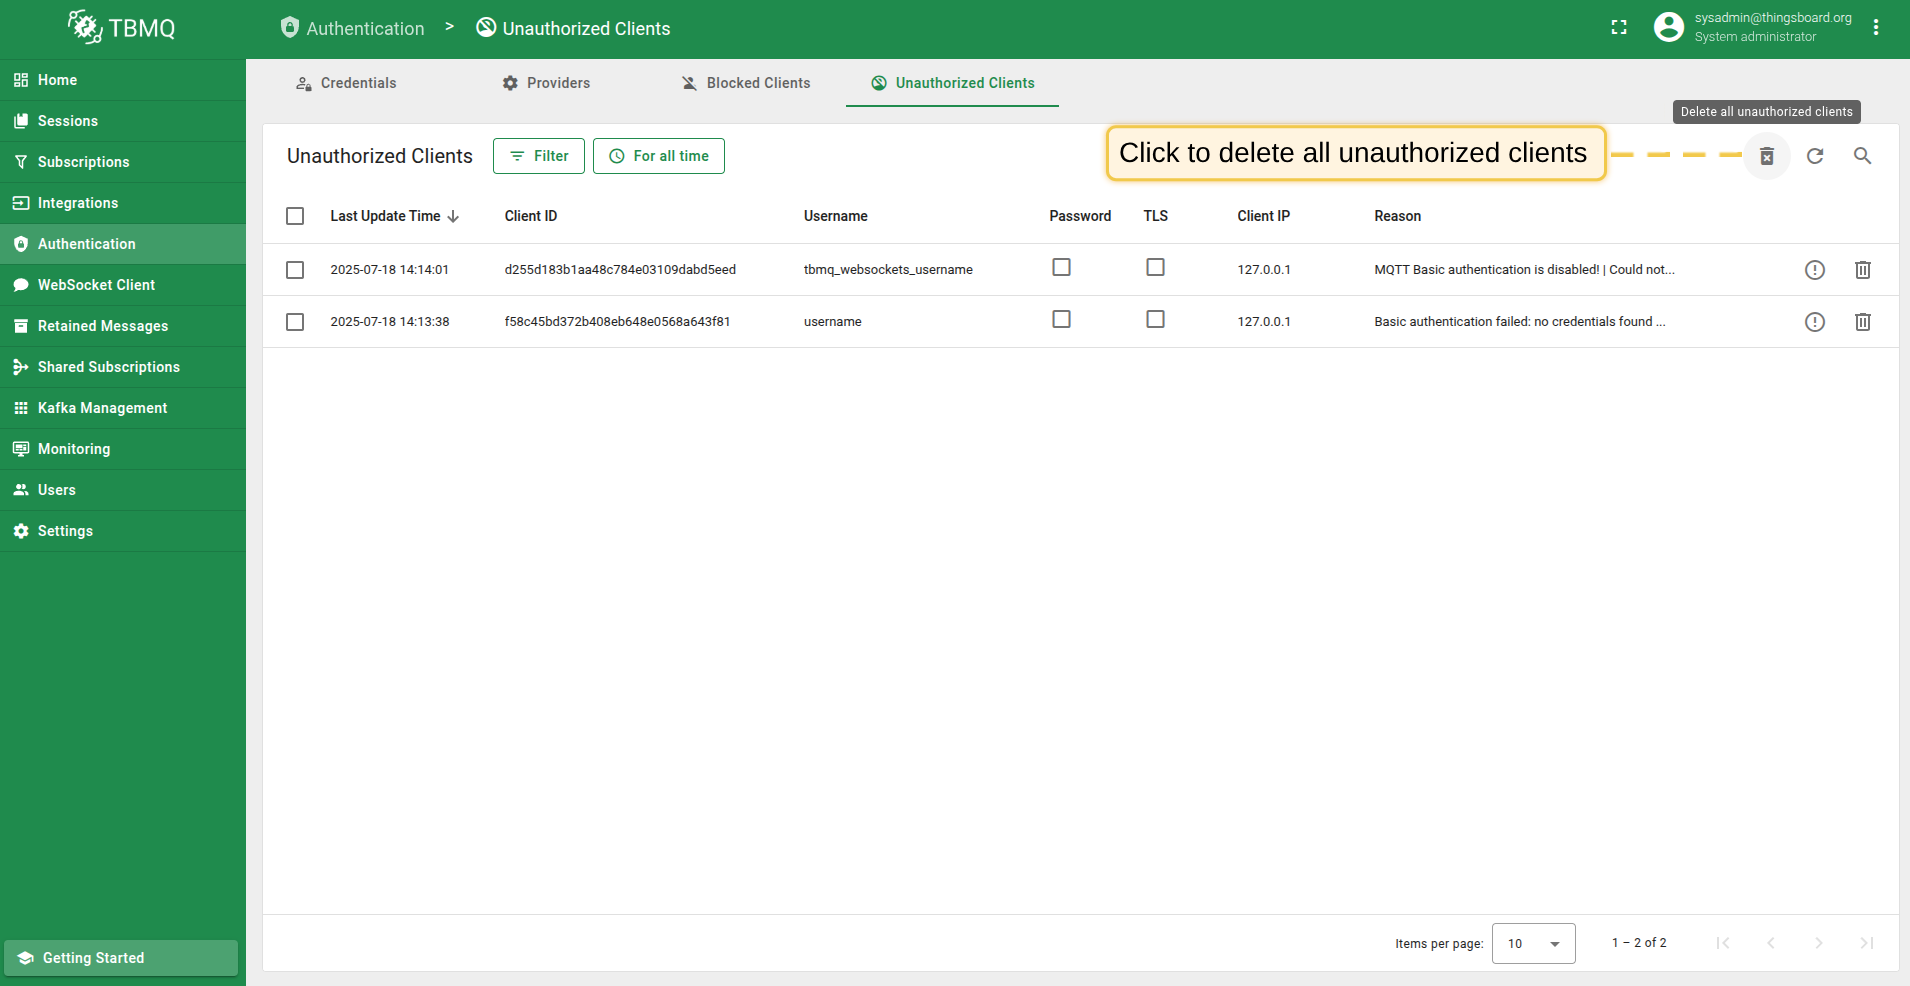 TBMQ
Authentication > Unauthorized Clients
sysadmin@thingsboard.org
System administrator
Home
Sessions
Subscriptions
Integrations
Authentication
WebSocket Client
Retained Messages
Shared Subscriptions
Kafka Management
Monitoring
Users
Settings
Getting Started
Credentials Providers Blocked Clients Unauthorized Clients
Delete all unauthorized clients
Unauthorized Clients Filter For all time Click to delete all unauthorized clients
Last Update Time Client ID Username Password TLS Client IP Reason
2025-07-18 14:14:01 d255d183b1aa48c784e03109dabd5eed tbmq_websockets_username 127.0.0.1 MQTT Basic authentication is disabled! | Could not...
2025-07-18 14:13:38 f58c45bd372b408eb648e0568a643f81 username 127.0.0.1 Basic authentication failed: no credentials found ...
Items per page: 10 1 – 2 of 2